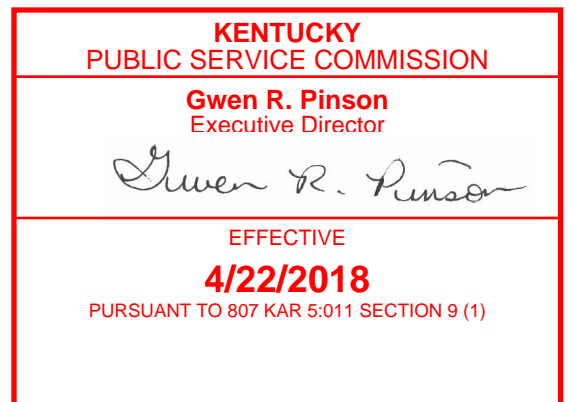 KENTUCKY
PUBLIC SERVICE COMMISSION
Gwen R. Pinson
Executive Director
Gwen R. Pinson
EFFECTIVE
4/22/2018
PURSUANT TO 807 KAR 5:011 SECTION 9 (1)